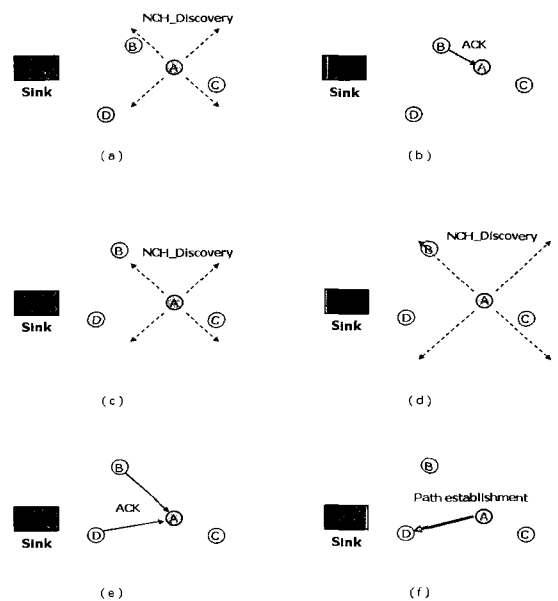 NCH_Discovery
B
A
C
D
Sink
(a)
ACK
B
A
C
D
Sink
(b)
NCH_Discovery
B
A
D
C
Sink
(c)
NCH_Discovery
B
A
D
C
Sink
(d)
B
ACK
A
D
C
Sink
(e)
B
Path establishment
A
D
C
Sink
(f)